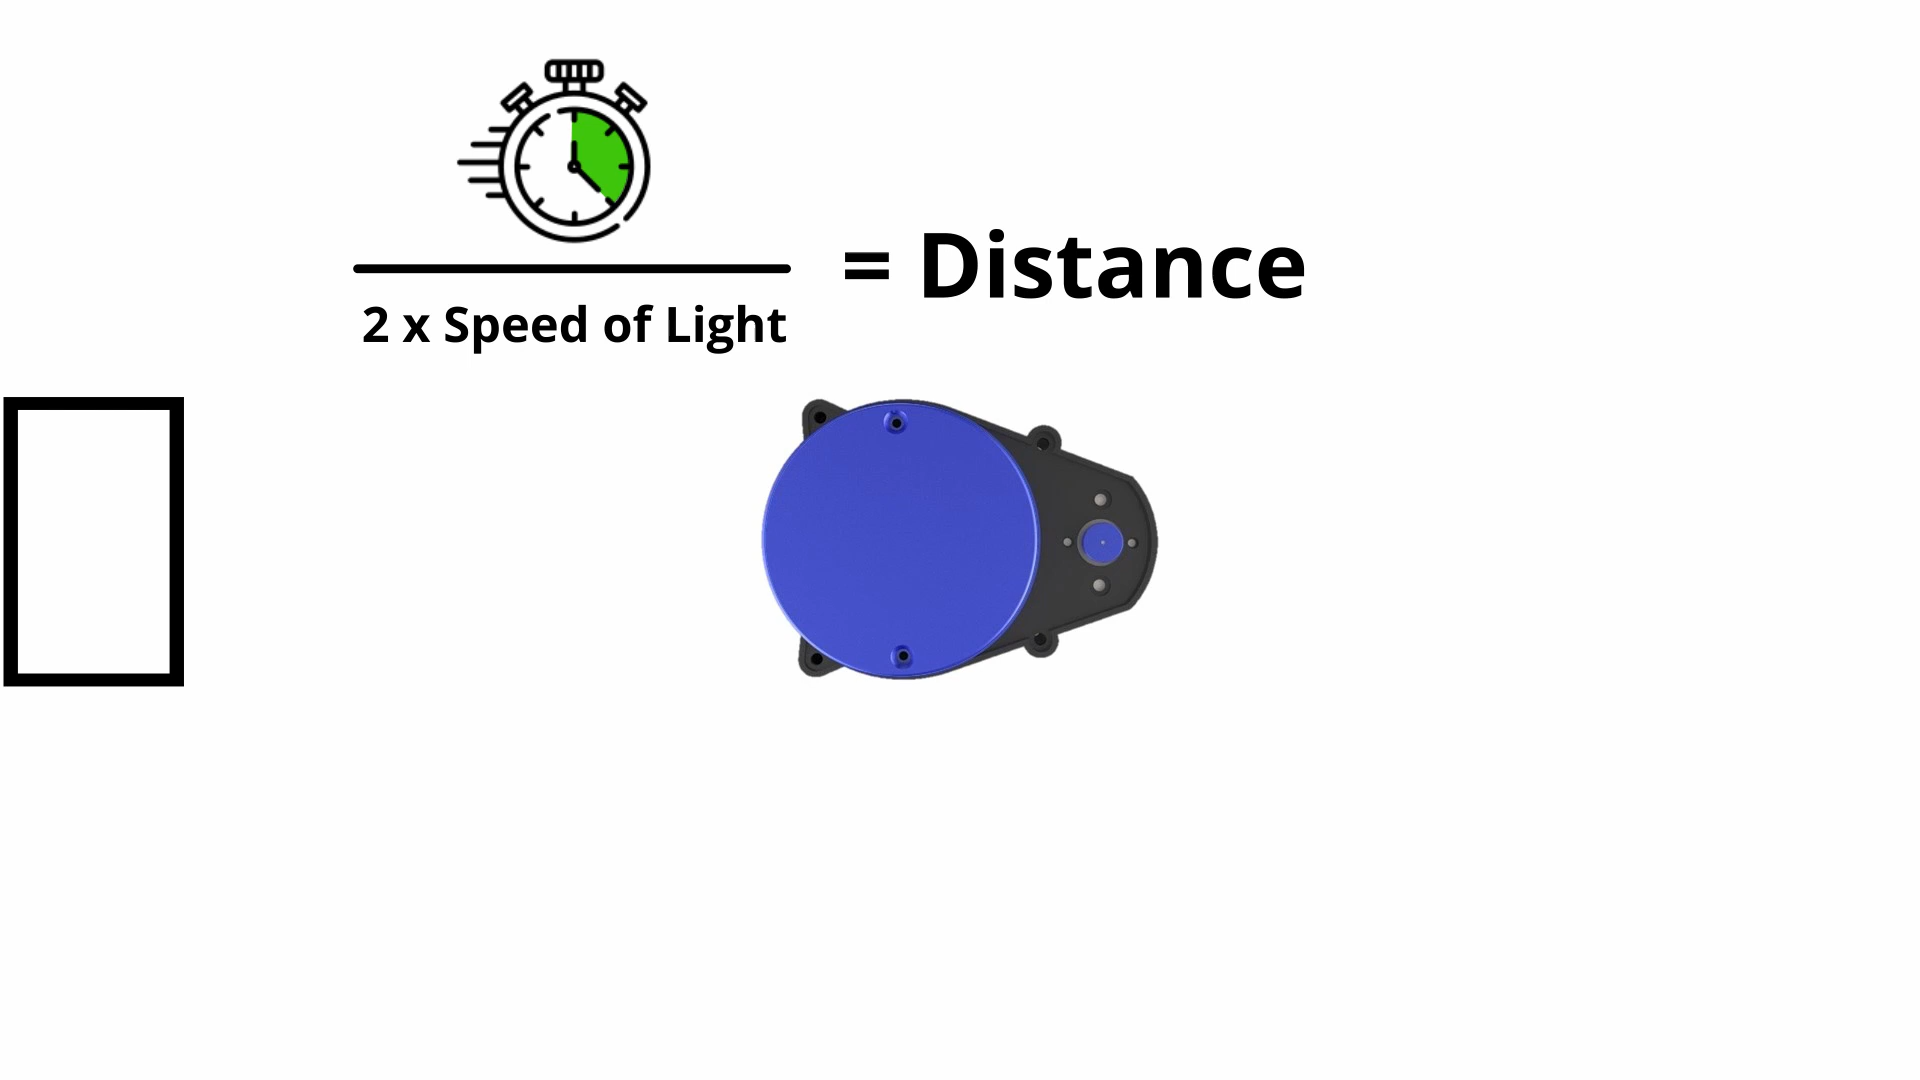 = Distance
2 x Speed of Light